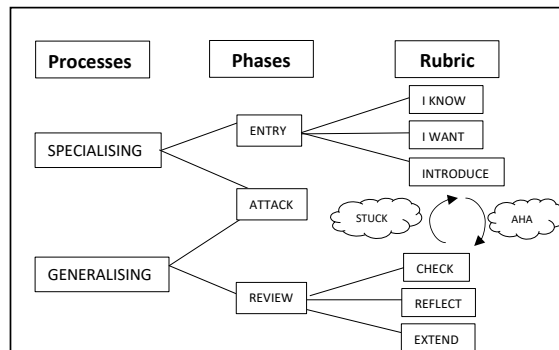 Processes
Phases
Rubric
I KNOW
ENTRY
I WANT
SPECIALISING
INTRODUCE
ATTACK
STUCK
AHA
GENERALISING
CHECK
REVIEW
REFLECT
EXTEND